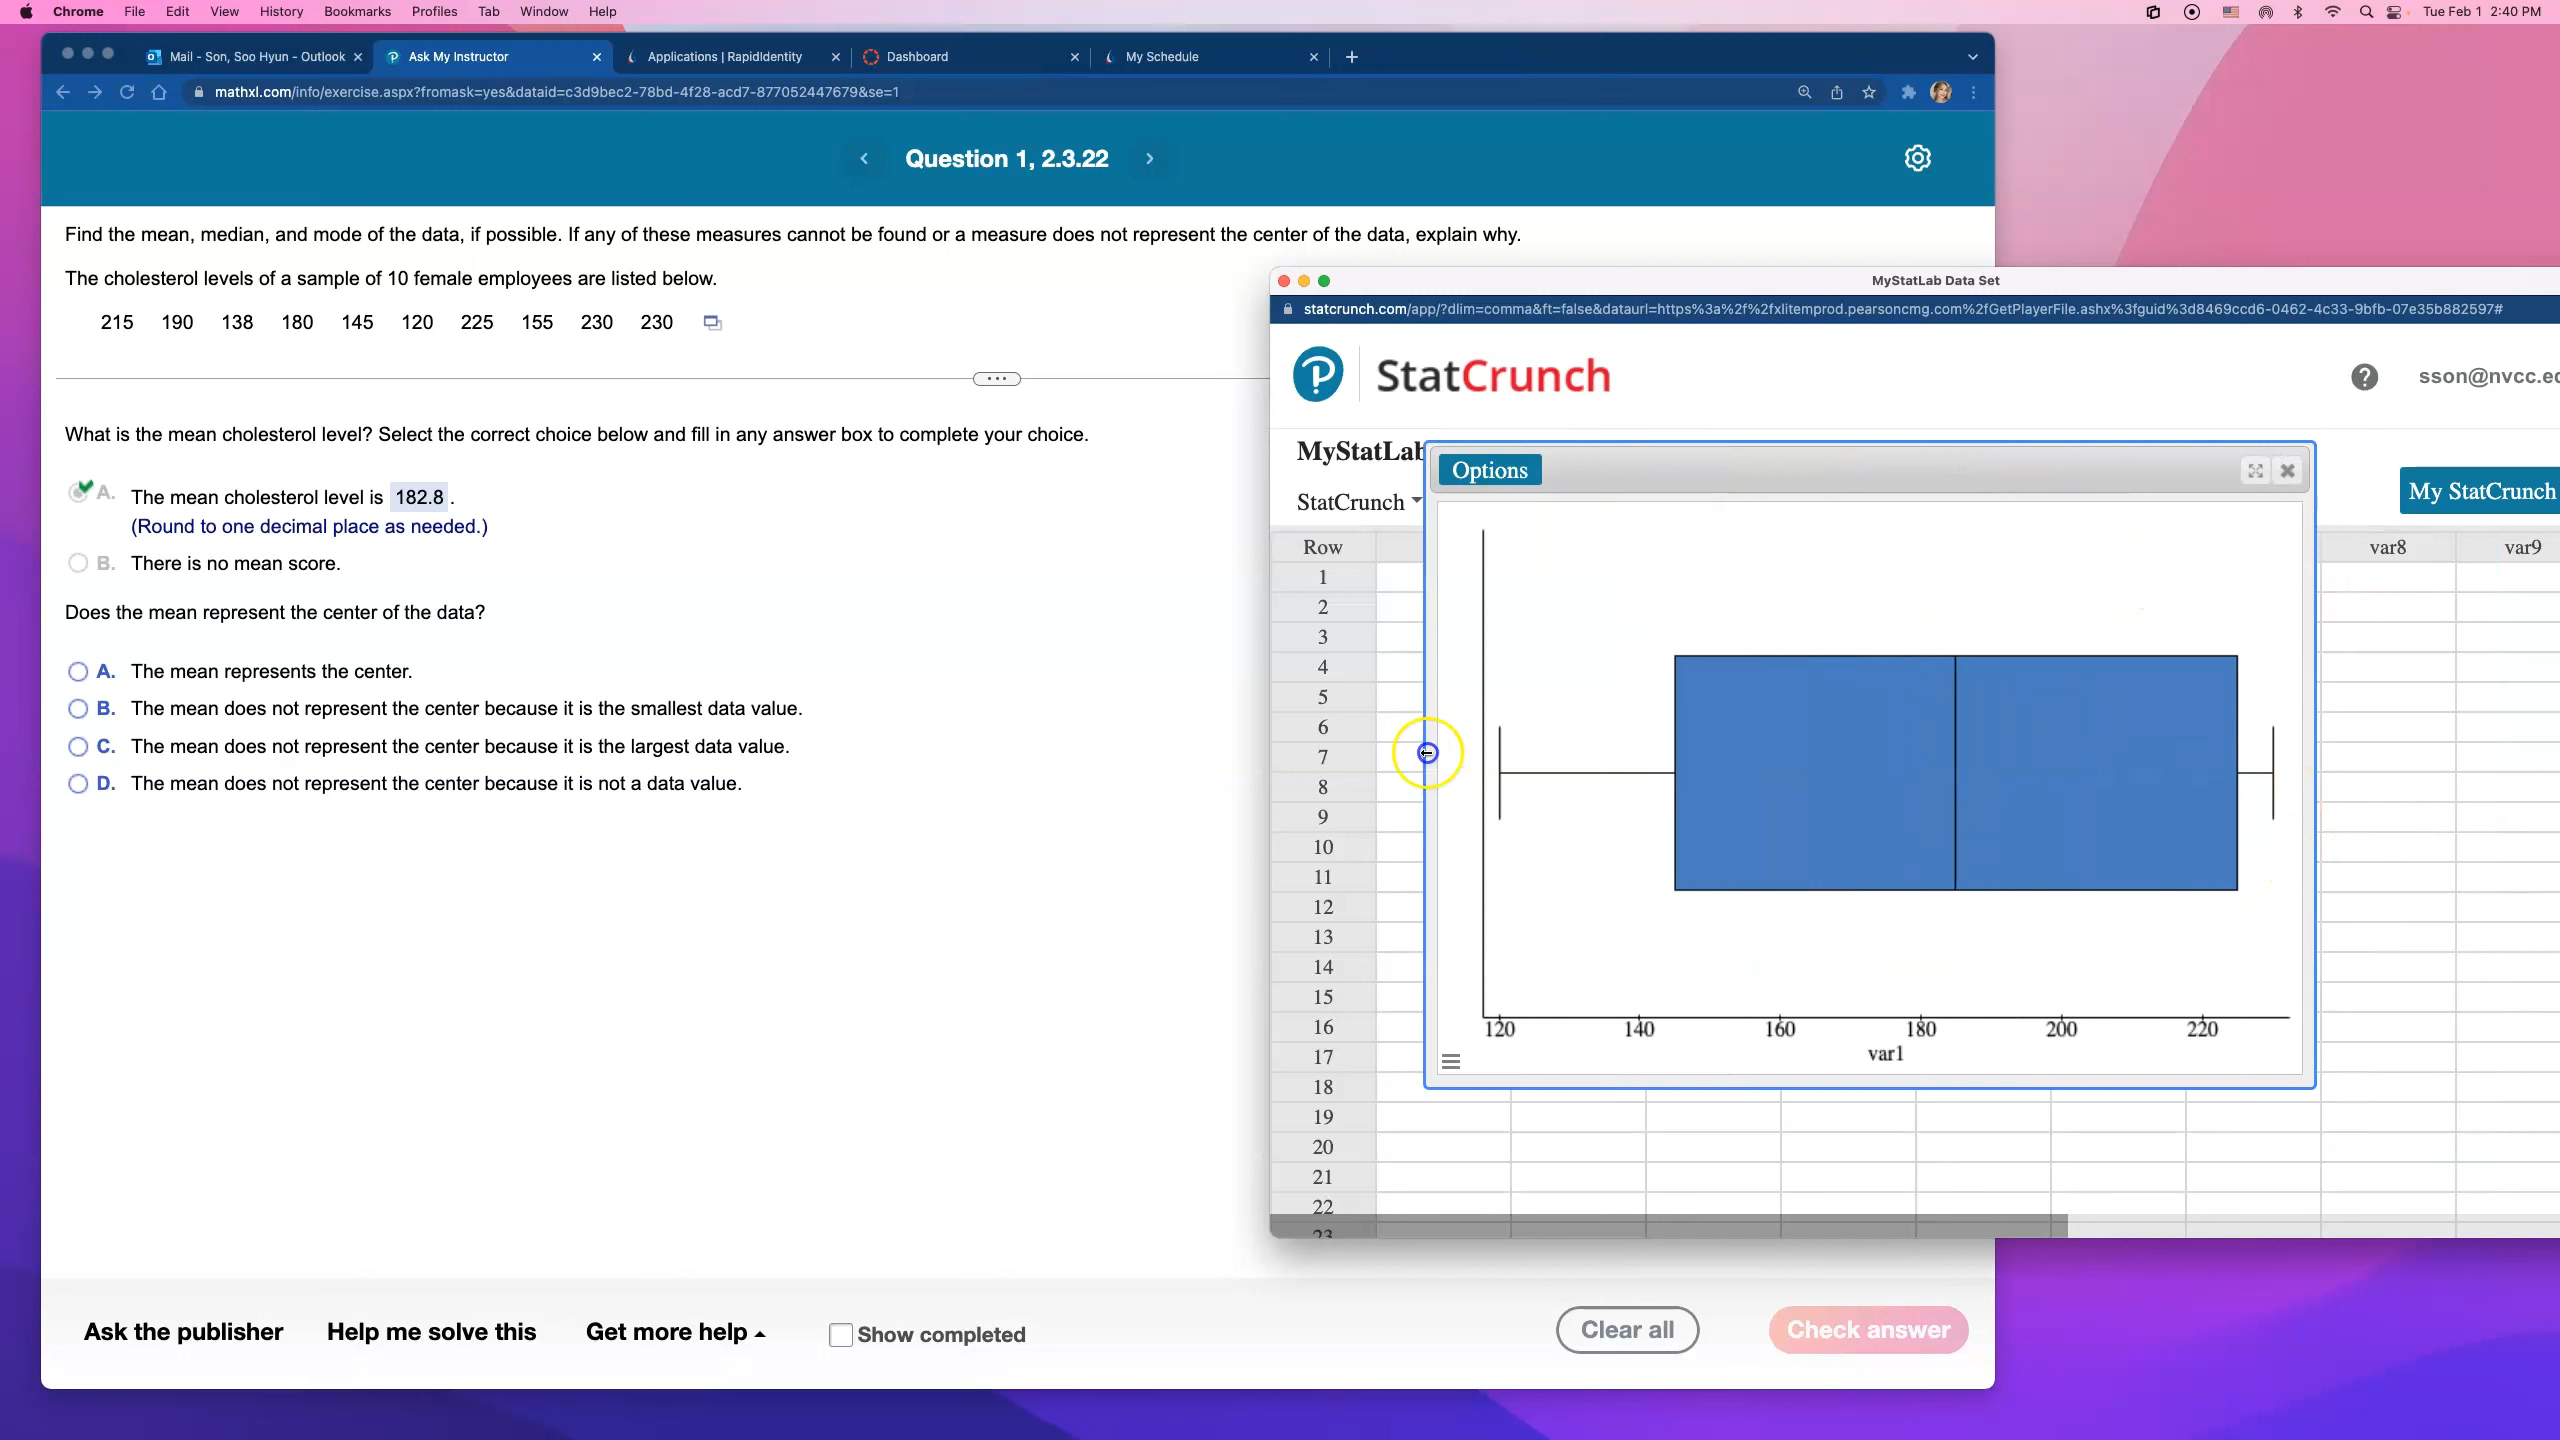 Chrome File Edit View History Bookmarks Profiles Tab Window Help Tue Feb 1 2:40 PM
Mail - Son, Soo Hyun - Outlook Ask My Instructor Applications | RapidIdentity Dashboard My Schedule
mathxl.com/info/exercise.aspx?fromask=yes&dataid=c3d9bec2-78bd-4f28-acd7-877052447679&se=1
Question 1, 2.3.22
Find the mean, median, and mode of the data, if possible. If any of these measures cannot be found or a measure does not represent the center of the data, explain why.
The cholesterol levels of a sample of 10 female employees are listed below.
215 190 138 180 145 120 225 155 230 230
What is the mean cholesterol level? Select the correct choice below and fill in any answer box to complete your choice.
A. The mean cholesterol level is 182.8 .
(Round to one decimal place as needed.)
B. There is no mean score.
Does the mean represent the center of the data?
A. The mean represents the center.
B. The mean does not represent the center because it is the smallest data value.
C. The mean does not represent the center because it is the largest data value.
D. The mean does not represent the center because it is not a data value.
Ask the publisher Help me solve this Get more help Show completed Clear all Check answer
MyStatLab Data Set
statcrunch.com/app/?dlim=comma&ft=false&dataurl=https%3a%2f%2fxlitemprod.pearsoncmg.com%2fGetPlayerFile.ashx%3fguid%3d8469ccd6-0462-4c33-9bfb-07e35b882597#
P StatCrunch ? sson@nvcc.ec
MyStatLab
StatCrunch My StatCrunch
Options
Row var8 var9
1
2
3
4
5
6
7
8
9
10
11
12
13
14
15
16
17
18
19
20
21
22
23
120 140 160 180 200 220
var1